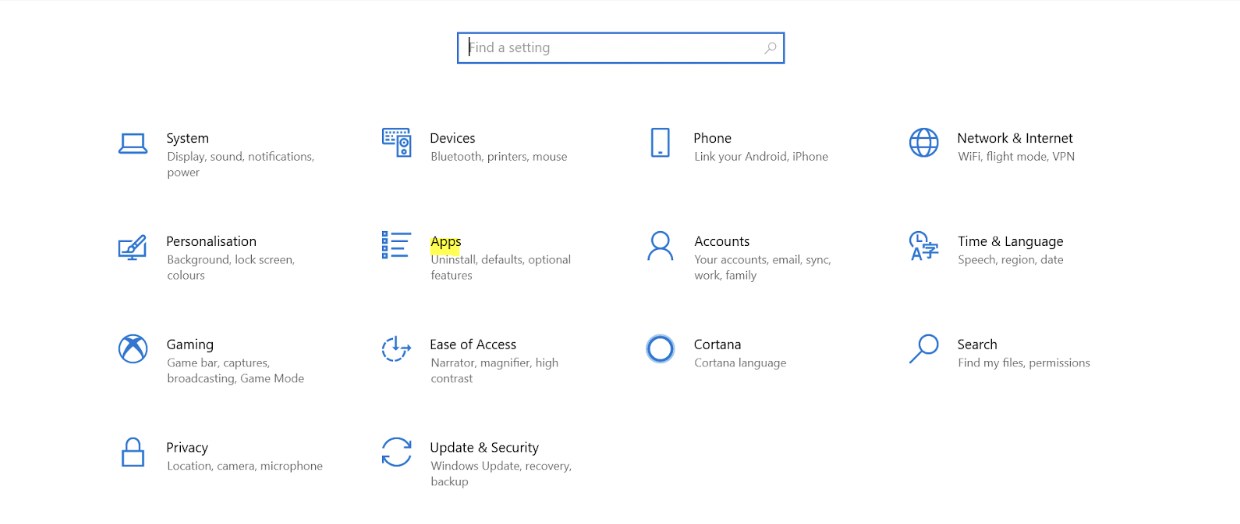 Find a setting
System
Display, sound, notifications,
power
Devices
Bluetooth, printers, mouse
Phone
Link your Android, iPhone
Network & Internet
WiFi, flight mode, VPN
Personalisation
Background, lock screen,
colours
Apps
Uninstall, defaults, optional
features
Accounts
Your accounts, email, sync,
work, family
Time & Language
Speech, region, date
Gaming
Game bar, captures,
broadcasting, Game Mode
Ease of Access
Narrator, magnifier, high
contrast
Cortana
Cortana language
Search
Find my files, permissions
Privacy
Location, camera, microphone
Update & Security
Windows Update, recovery,
backup